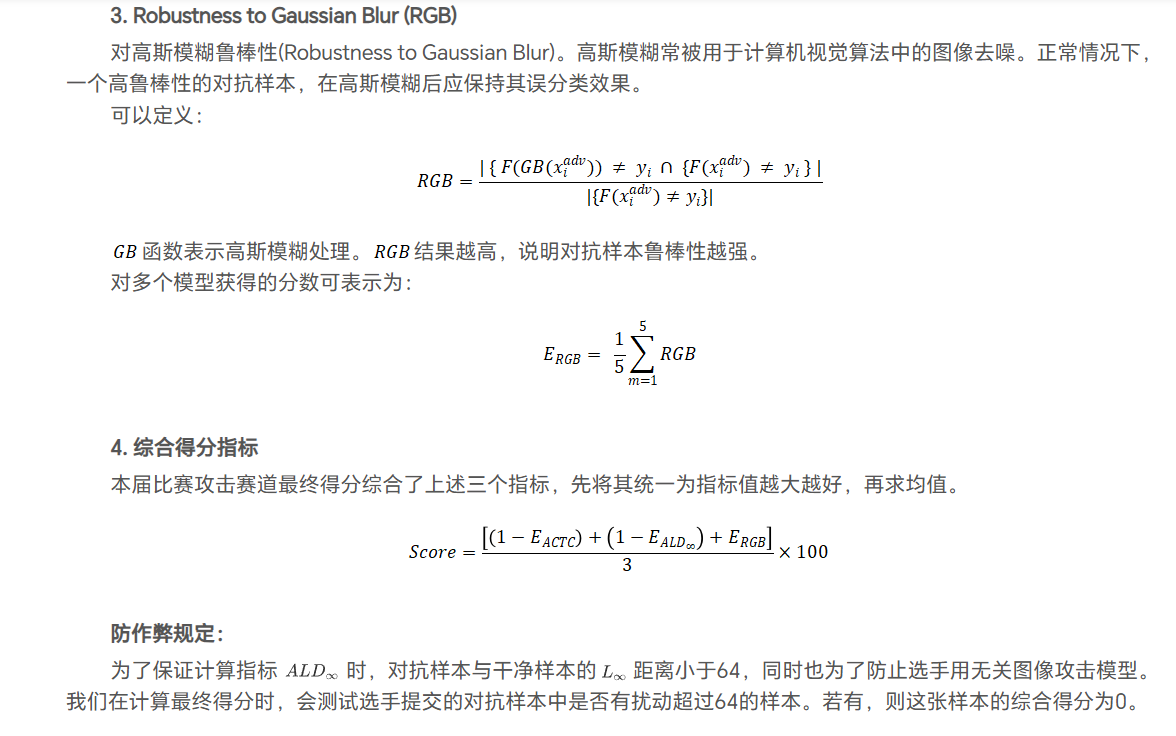 3. Robustness to Gaussian Blur (RGB)
对高斯模糊鲁棒性(Robustness to Gaussian Blur)。高斯模糊常被用于计算机视觉算法中的图像去噪。正常情况下，
一个高鲁棒性的对抗样本，在高斯模糊后应保持其误分类效果。
可以定义：
RGB = |{ F(GB(x_i^{adv})) ≠ y_i ∩ {F(x_i^{adv}) ≠ y_i}| / |{F(x_i^{adv}) ≠ y_i}|
GB 函数表示高斯模糊处理。RGB 结果越高，说明对抗样本鲁棒性越强。
对多个模型获得的分数可表示为：
E_{RGB} = 1/5 ∑_{m=1}^{5} RGB
4. 综合得分指标
本届比赛攻击赛道最终得分综合了上述三个指标，先将其统一为指标值越大越好，再求均值。
Score = [(1 − E_{ACTC}) + (1 − E_{ALD_∞}) + E_{RGB}] / 3 × 100
防作弊规定：
为了保证计算指标 ALD_∞ 时，对抗样本与干净样本的 L_∞ 距离小于64，同时也为了防止选手用无关图像攻击模型。
我们在计算最终得分时，会测试选手提交的对抗样本中是否有扰动超过64的样本。若有，则这张样本的综合得分为0。